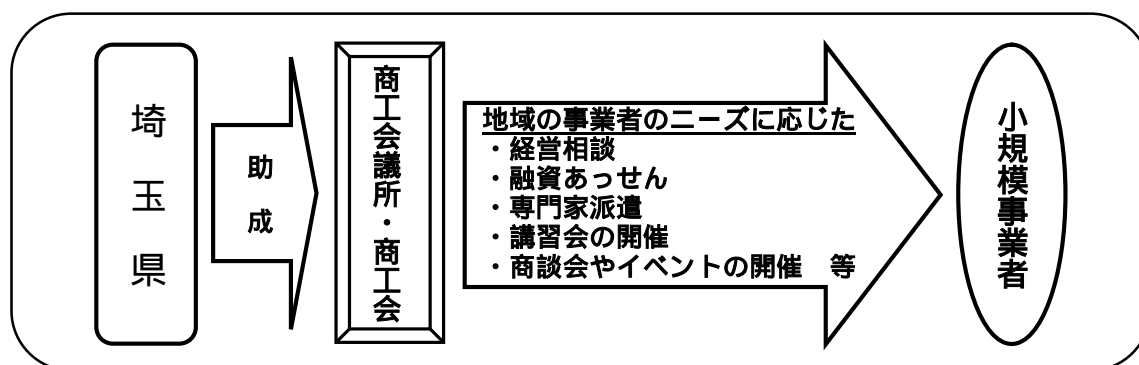 埼玉県
助成
商工会議所・商工会
地域の事業者のニーズに応じた
・経営相談
・融資あっせん
・専門家派遣
・講習会の開催
・商談会やイベントの開催　等
小規模事業者